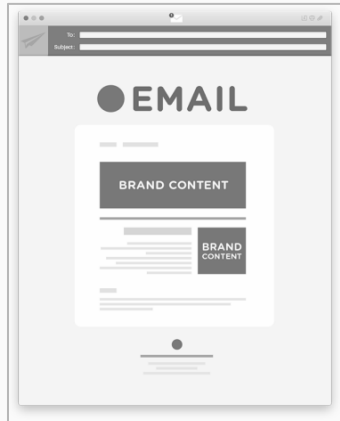 To:
Subject:
EMAIL
BRAND CONTENT
BRAND
CONTENT